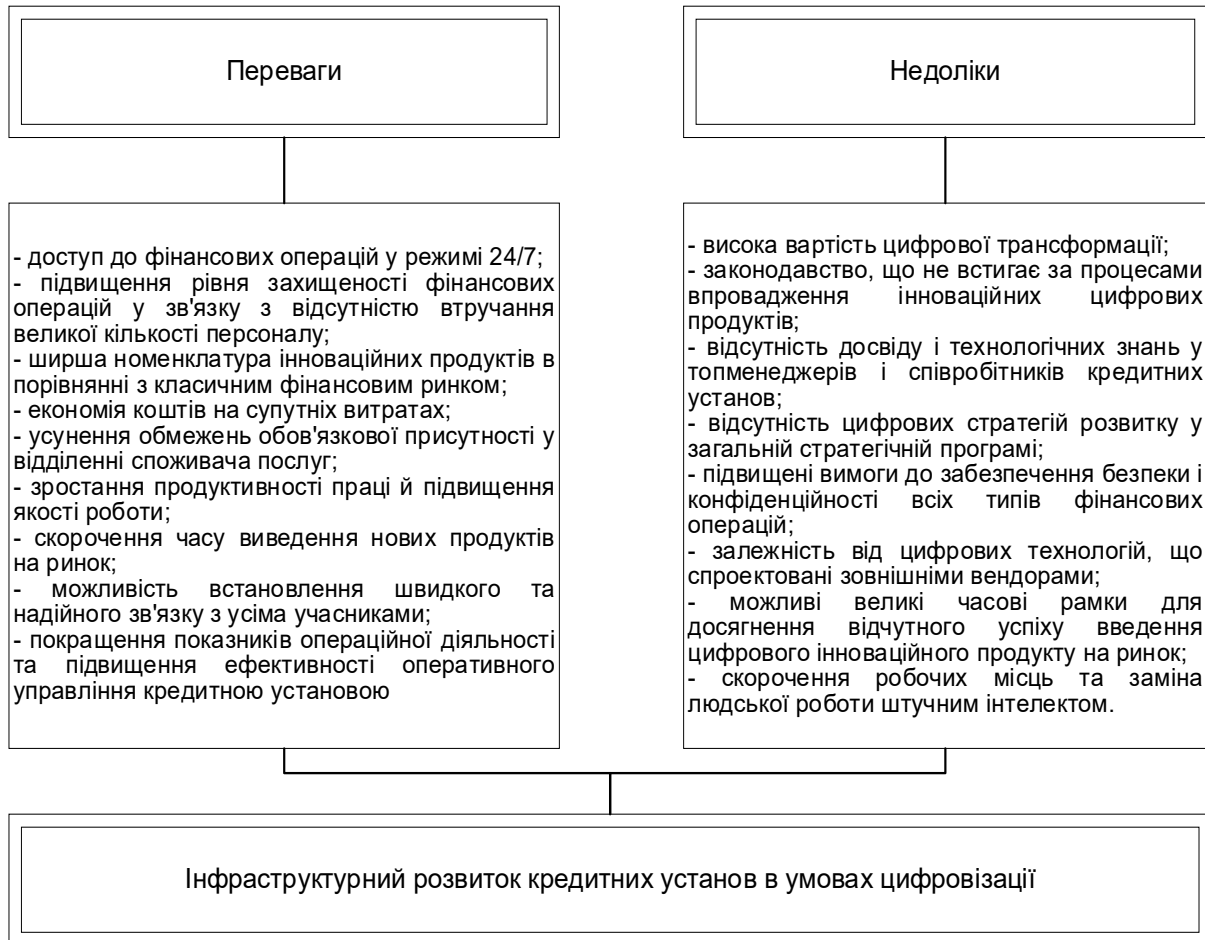 Переваги
Недоліки
- доступ до фінансових операцій у режимі 24/7;
- підвищення рівня захищеності фінансових
операцій у зв'язку з відсутністю втручання
великої кількості персоналу;
- ширша номенклатура інноваційних продуктів в
порівнянні з класичним фінансовим ринком;
- економія коштів на супутніх витратах;
- усунення обмежень обов'язкової присутності у
відділенні споживача послуг;
- зростання продуктивності праці й підвищення
якості роботи;
- скорочення часу виведення нових продуктів
на ринок;
- можливість встановлення швидкого та
надійного зв'язку з усіма учасниками;
- покращення показників операційної діяльності
та підвищення ефективності оперативного
управління кредитною установою
- висока вартість цифрової трансформації;
- законодавство, що не встигає за процесами
впровадження інноваційних цифрових
продуктів;
- відсутність досвіду і технологічних знань у
топменеджерів і співробітників кредитних
установ;
- відсутність цифрових стратегій розвитку у
загальній стратегічній програмі;
- підвищені вимоги до забезпечення безпеки і
конфіденційності всіх типів фінансових
операцій;
- залежність від цифрових технологій, що
спроектовані зовнішніми вендорами;
- можливі великі часові рамки для
досягнення відчутного успіху введення
цифрового інноваційного продукту на ринок;
- скорочення робочих місць та заміна
людської роботи штучним інтелектом.
Інфраструктурний розвиток кредитних установ в умовах цифровізації